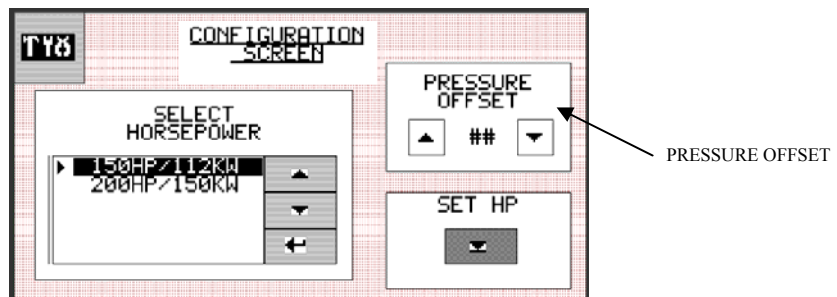 CONFIGURATION
SCREEN
SELECT
HORSEPOWER
150HP/112KW
200HP/150KW
PRESSURE
OFFSET
##
SET HP
PRESSURE OFFSET